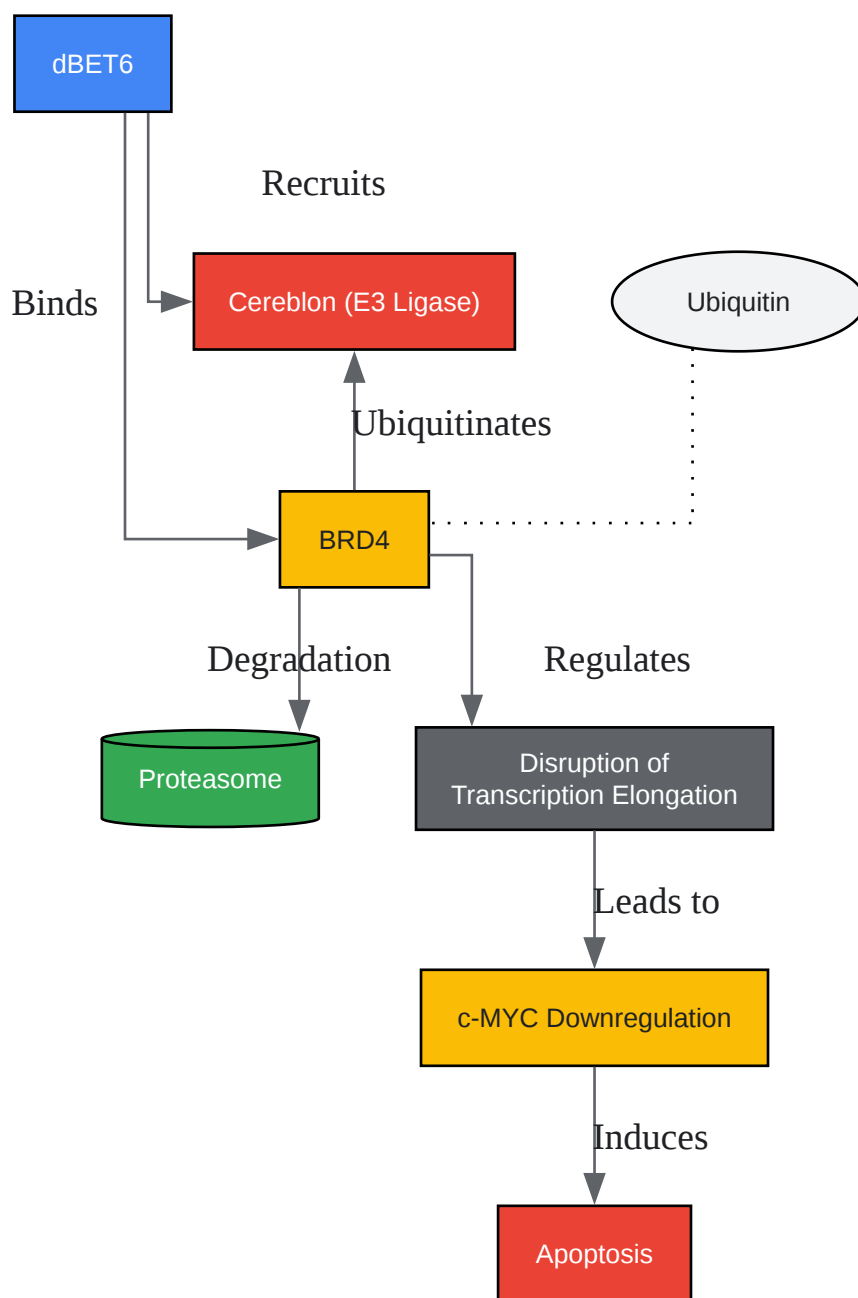 dBET6
Recruits
Binds
Cereblon (E3 Ligase)
Ubiquitin
Ubiquitinates
BRD4
Degradation
Regulates
Proteasome
Disruption of
Transcription Elongation
Leads to
c-MYC Downregulation
Induces
Apoptosis